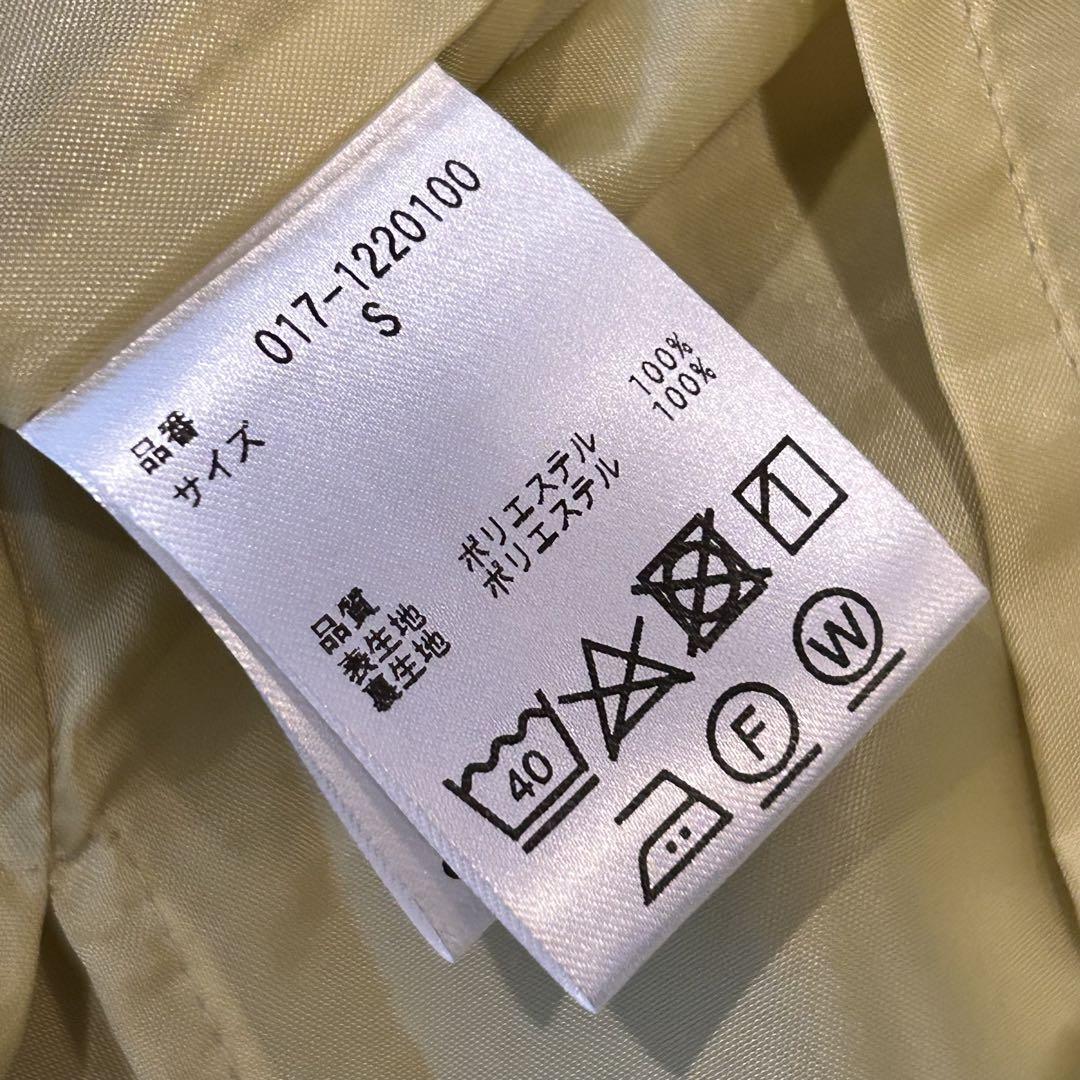 品番 017-1220100
サイズ S
品質
表生地 ポリエステル 100%
裏生地 ポリエステル 100%
40
F W